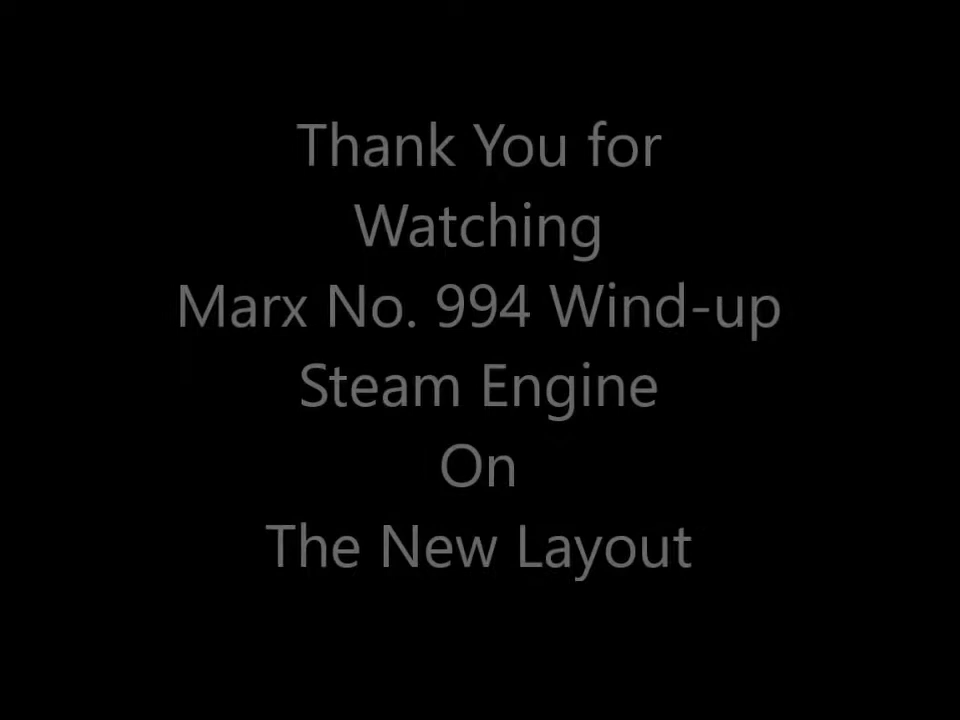 Thank You for
Watching
Marx No. 994 Wind-up
Steam Engine
On
The New Layout